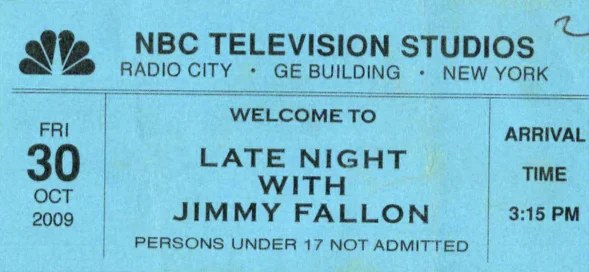 NBC TELEVISION STUDIOS
RADIO CITY • GE BUILDING • NEW YORK
2
FRI
30
OCT
2009
WELCOME TO
LATE NIGHT
WITH
JIMMY FALLON
PERSONS UNDER 17 NOT ADMITTED
ARRIVAL
TIME
3:15 PM